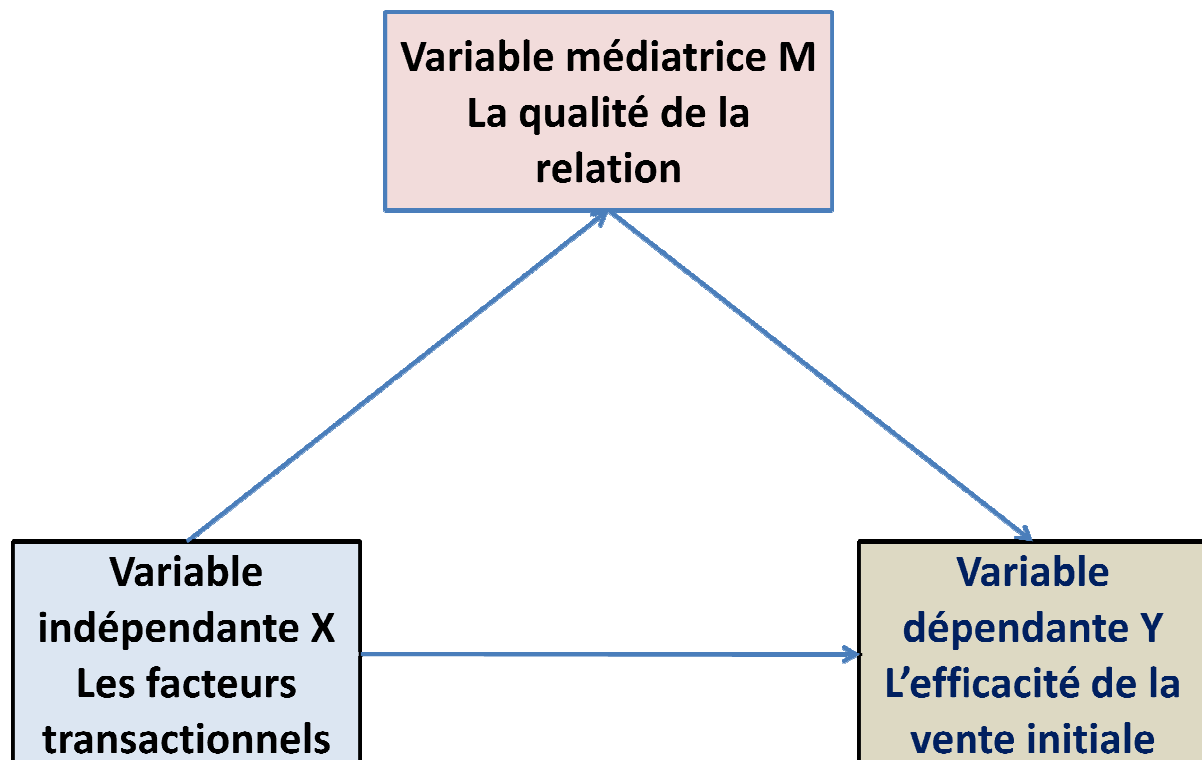 Variable médiatrice M
La qualité de la
relation
Variable
indépendante X
Les facteurs
transactionnels
Variable
dépendante Y
L’efficacité de la
vente initiale